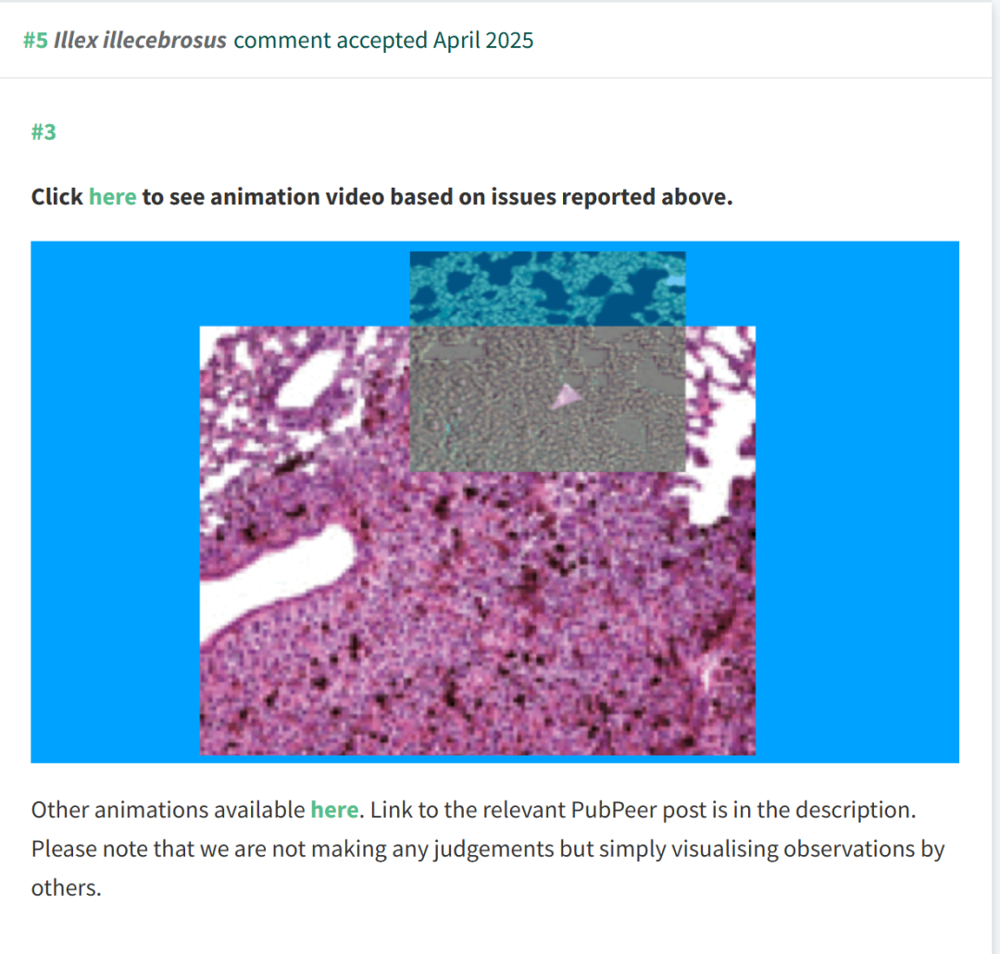 #5 Illex illecebrosus comment accepted April 2025
#3
Click here to see animation video based on issues reported above.
Other animations available here. Link to the relevant PubPeer post is in the description.
Please note that we are not making any judgements but simply visualising observations by
others.